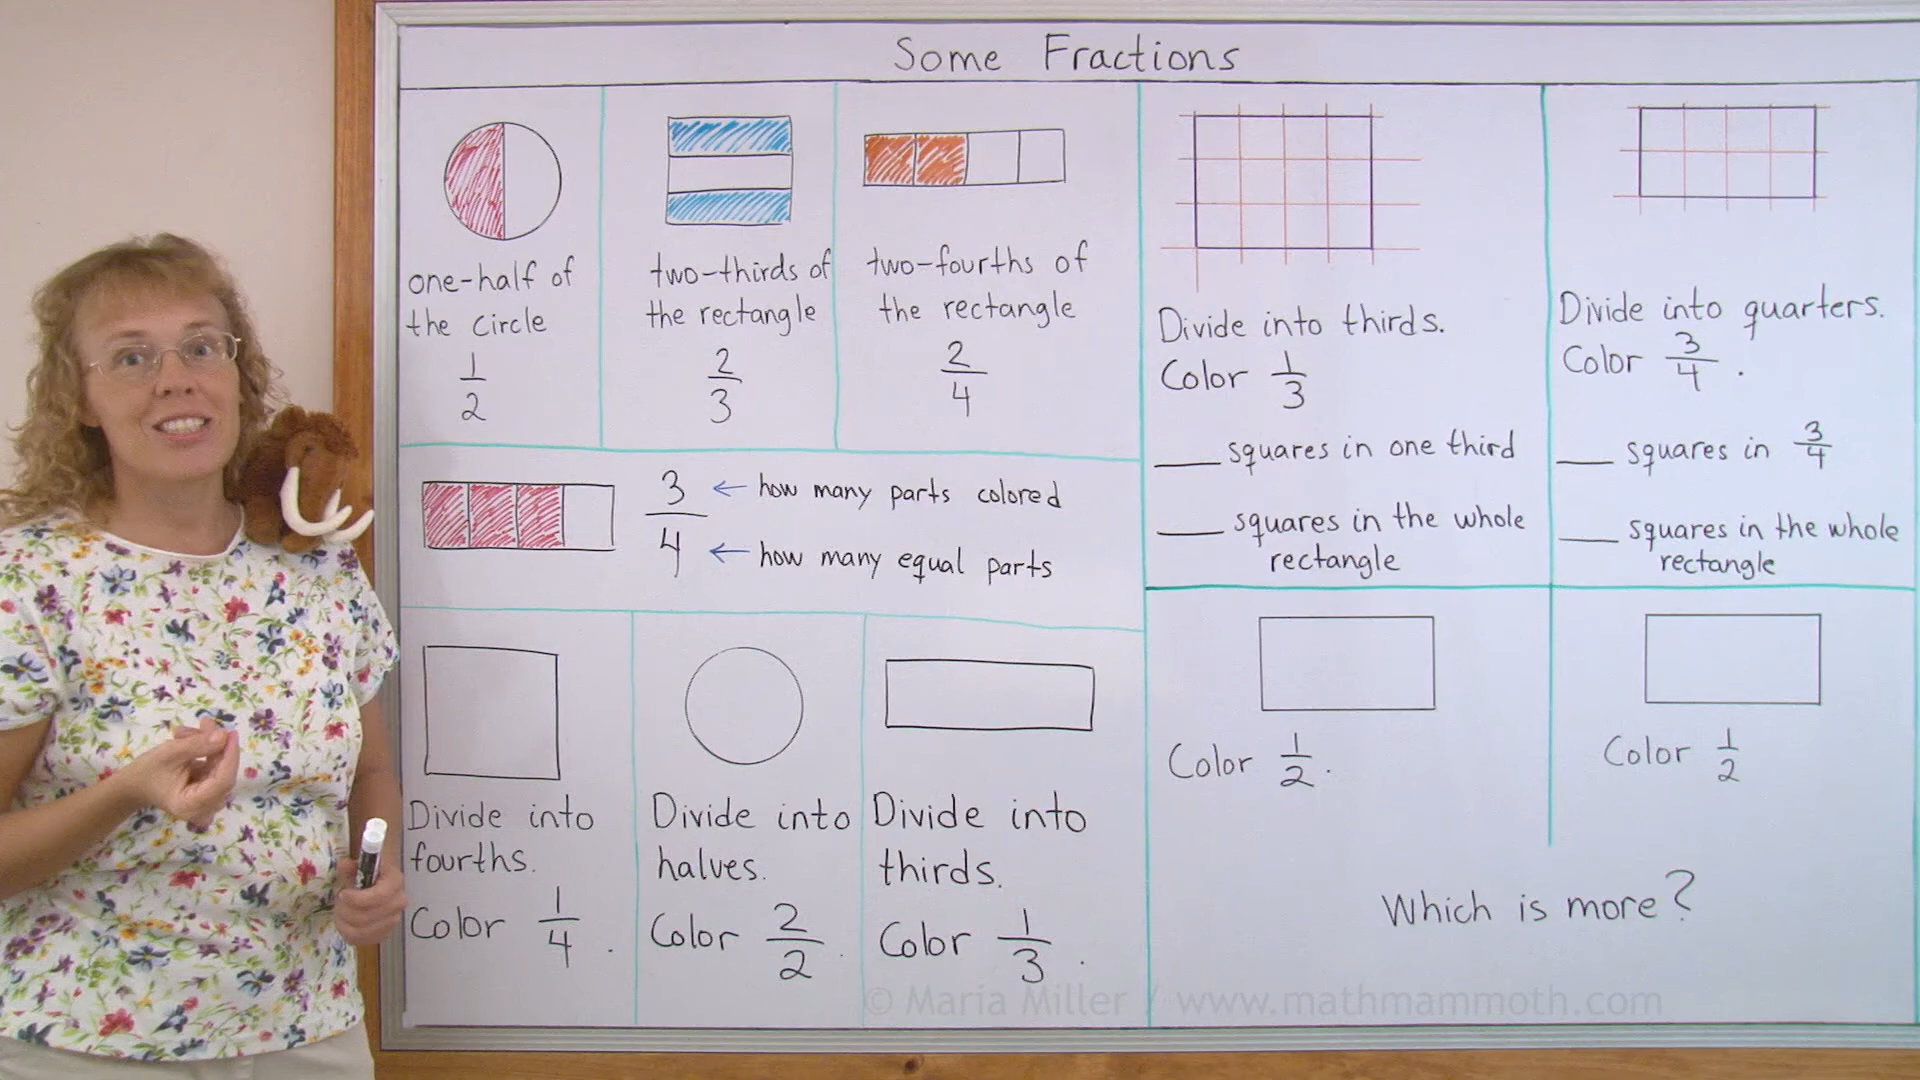 Some Fractions
one-half of
the circle
1
2
two-thirds of
the rectangle
2
3
two-fourths of
the rectangle
2
4
3 ← how many parts colored
4 ← how many equal parts
Divide into
fourths.
Color 1/4.
Divide into
halves.
Color 2/2.
Divide into
thirds.
Color 1/3.
Divide into thirds.
Color 1/3
___ squares in one third
___ squares in the whole
rectangle
Divide into quarters.
Color 3/4.
___ squares in 3/4
___ squares in the whole
rectangle
Color 1/2.
Color 1/2
Which is more?
© Maria Miller / www.mathmammoth.com